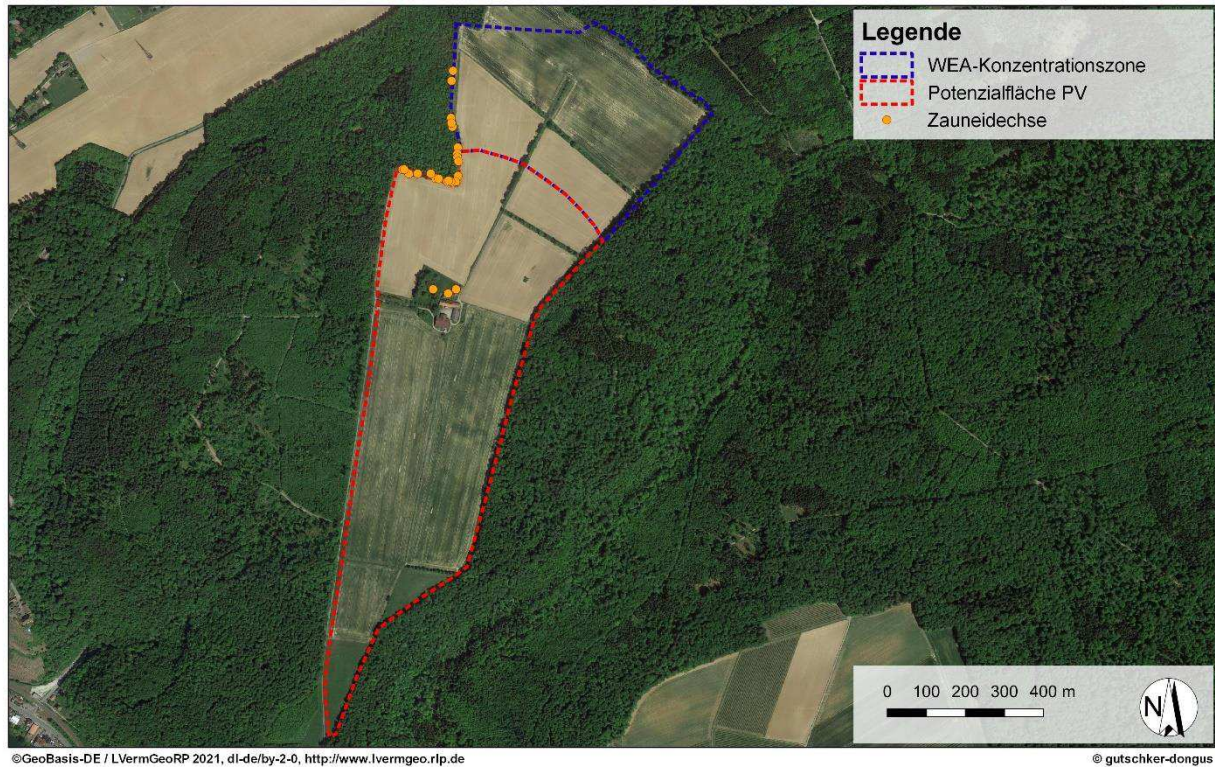 Legende
WEA-Konzentrationszone
Potenzialfläche PV
Zauneidechse
0 100 200 300 400 m
N
©GeoBasis-DE / LVermGeoRP 2021, dl-de/by-2-0, http://www.lvermgeo.rlp.de
© gutschker-dongus